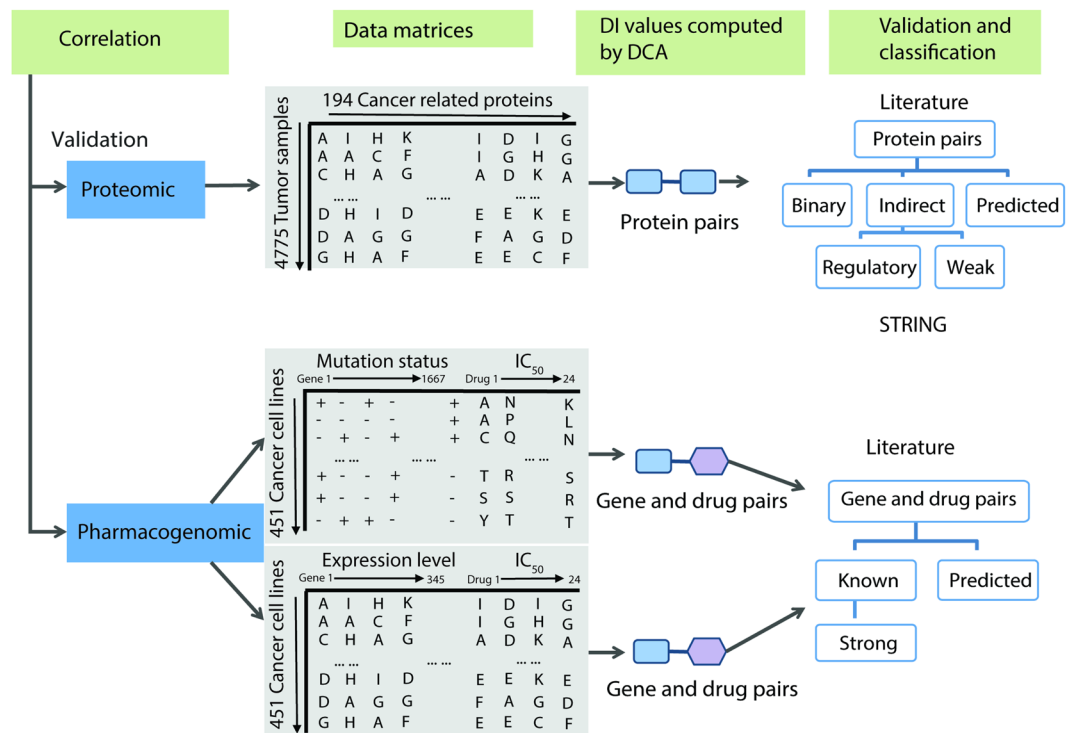 Correlation
Data matrices
DI values computed
by DCA
Validation and
classification
Validation
Proteomic
194 Cancer related proteins
4775 Tumor samples
A I H K I D I G
A A C F I G H G
C H A G A D K A
... ... ... ... ... ...
D H I D E E K E
D A G G F A G D
G H A F E E C F
Protein pairs
Literature
Protein pairs
Binary
Indirect
Predicted
Regulatory
Weak
STRING
Pharmacogenomic
Mutation status
IC50
Gene 1
1667
Drug 1
24
451 Cancer cell lines
+ - + - + A N K
- - - - + A P L
- + - + + C Q N
... ... ... ... ... ...
+ - - + - T R S
+ - - + S S R
- + + - - Y T T
Gene and drug pairs
Expression level
IC50
Gene 1
345
Drug 1
24
451 Cancer cell lines
A I H K I D I G
A A C F I G H G
C H A G A D K A
... ... ... ... ... ...
D H I D E E K E
D A G G F A G D
G H A F E E C F
Gene and drug pairs
Literature
Gene and drug pairs
Known
Predicted
Strong